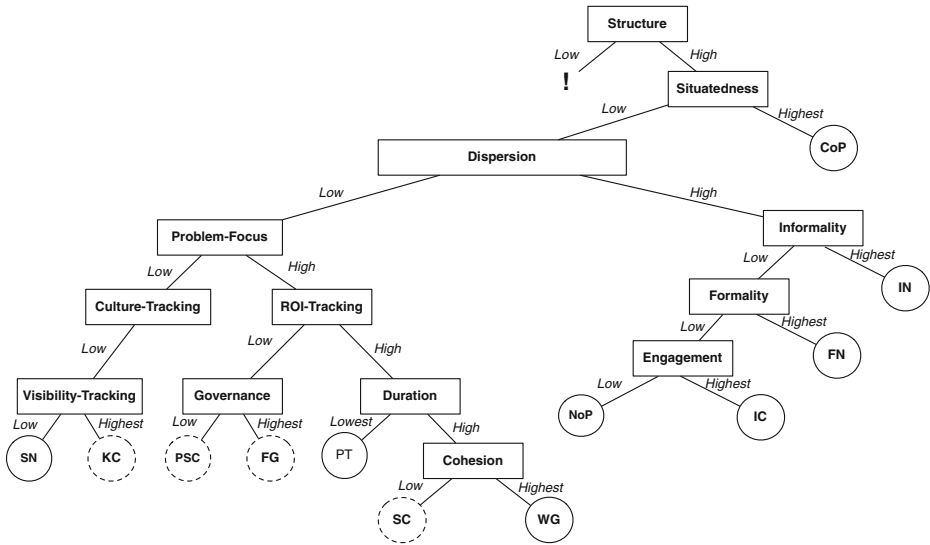 Structure
Low
High
!
Situatedness
Low
Highest
CoP
Dispersion
Low
High
Problem-Focus
Informality
Low
High
Low
Highest
Culture-Tracking
ROI-Tracking
Formality
IN
Low
Low
High
Low
Highest
Engagement
FN
Visibility-Tracking
Governance
Duration
Low
Highest
Low
Highest
Low
Highest
Lowest
High
NoP
IC
SN
KC
PSC
FG
PT
Cohesion
Low
Highest
SC
WG